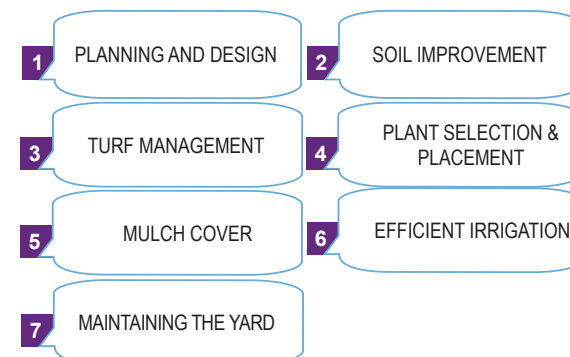 1
PLANNING AND DESIGN
2
SOIL IMPROVEMENT
3
TURF MANAGEMENT
4
PLANT SELECTION &
PLACEMENT
5
MULCH COVER
6
EFFICIENT IRRIGATION
7
MAINTAINING THE YARD